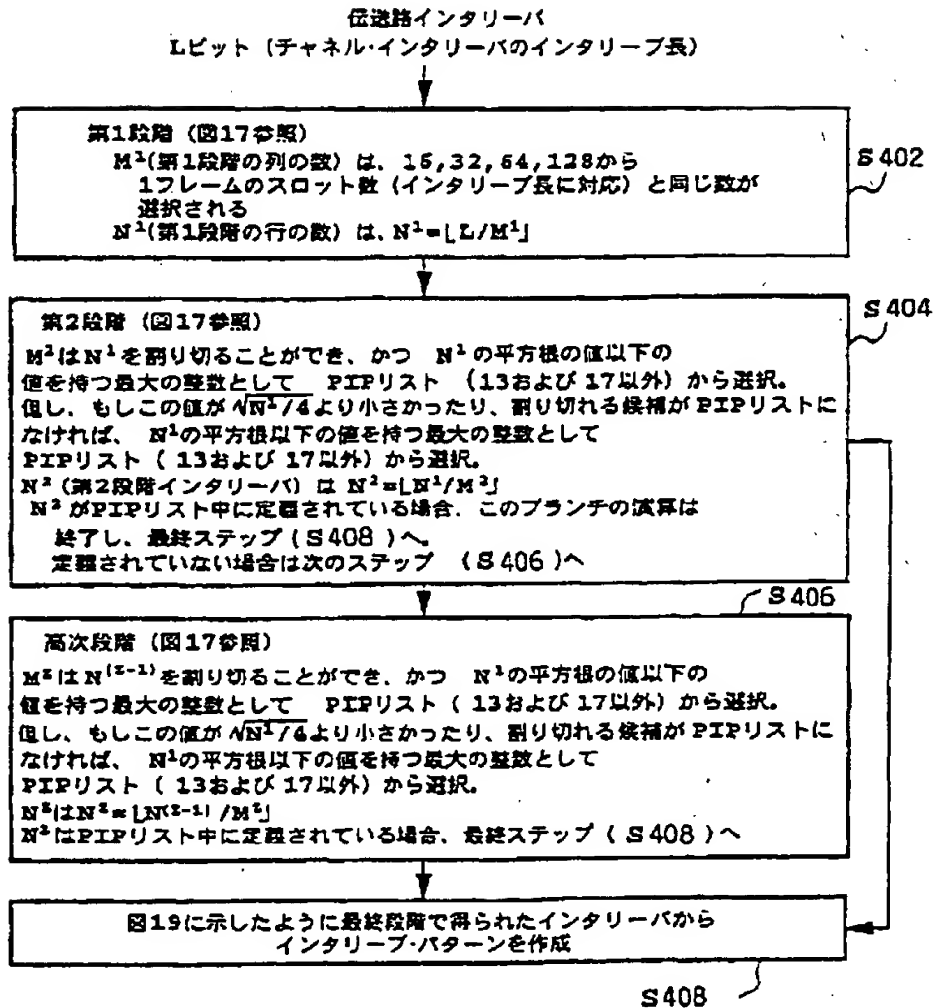 伝送路インタリーバ
Lビット（チャネル・インタリーバのインタリーブ長）
第1段階（図17参照）
M¹(第1段階の列の数）は、16,32,64,128から
1フレームのスロット数（インタリーブ長に対応）と同じ数が
選択される
N¹(第1段階の行の数）は、N¹=⌊L/M¹⌋
S402
第2段階（図17参照）
S404
M²はN¹を割り切ることができ、かつ N¹の平方根の値以下の
値を持つ最大の整数として PIPリスト （13および17以外）から選択。
但し、もしこの値が√N¹/4より小さかったり、割り切れる候補がPIPリストに
なければ、 N¹の平方根以下の値を持つ最大の整数として
PIPリスト（ 13および17以外）から選択。
N²（第2段階インタリーバ）は N²=⌊N¹/M²⌋
N²がPIPリスト中に定義されている場合、このブランチの演算は
終了し、最終ステップ（S408）へ。
定義されていない場合は次のステップ （S406）へ
S406
高次段階（図17参照）
MᶻはN⁽ᶻ⁻¹⁾を割り切ることができ、かつ N¹の平方根の値以下の
値を持つ最大の整数として PIPリスト（ 13および17以外）から選択。
但し、もしこの値が√N¹/4より小さかったり、割り切れる候補がPIPリストに
なければ、 N¹の平方根以下の値を持つ最大の整数として
PIPリスト（ 13および17以外）から選択。
NᶻはNᶻ=⌊N⁽ᶻ⁻¹⁾/Mᶻ⌋
NᶻはPIPリスト中に定義されている場合、最終ステップ（S408）へ
図19に示したように最終段階で得られたインタリーバから
インタリーブ・パターンを作成
S408